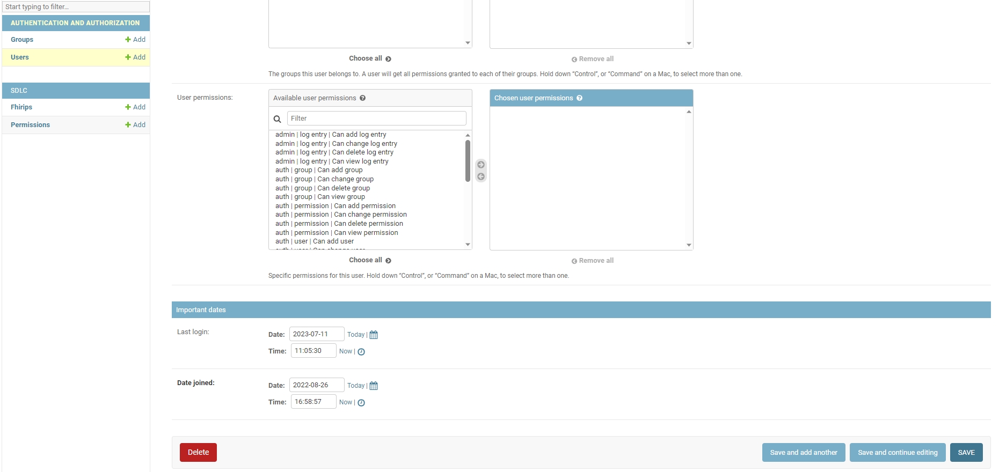 Start typing to filter...
AUTHENTICATION AND AUTHORIZATION
Groups
Add
Users
Add
SDLC
Fhirips
Add
Permissions
Add
Choose all
Remove all
The groups this user belongs to. A user will get all permissions granted to each of their groups. Hold down “Control”, or “Command” on a Mac, to select more than one.
User permissions:
Available user permissions
Filter
admin | log entry | Can add log entry
admin | log entry | Can change log entry
admin | log entry | Can delete log entry
admin | log entry | Can view log entry
auth | group | Can add group
auth | group | Can change group
auth | group | Can delete group
auth | group | Can view group
auth | permission | Can add permission
auth | permission | Can change permission
auth | permission | Can delete permission
auth | permission | Can view permission
auth | user | Can add user
auth | user | Can change user
Choose all
Chosen user permissions
Remove all
Specific permissions for this user. Hold down “Control”, or “Command” on a Mac, to select more than one.
Important dates
Last login:
Date: 2023-07-11 Today |
Time: 11:05:30 Now |
Date joined:
Date: 2022-08-26 Today |
Time: 16:58:57 Now |
Delete
Save and add another
Save and continue editing
SAVE